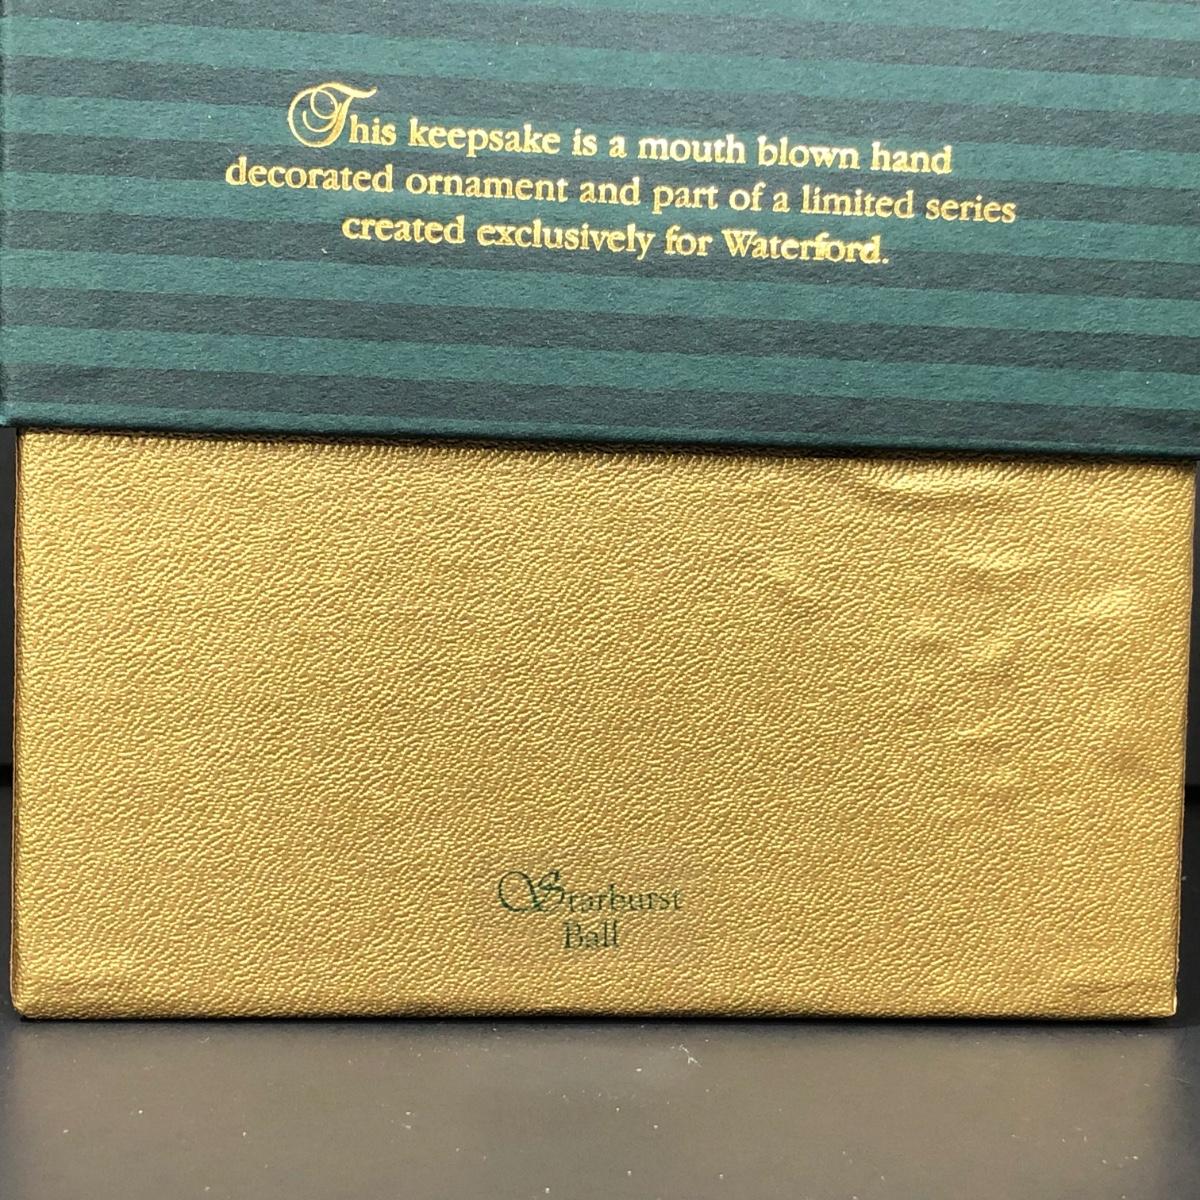 This keepsake is a mouth blown hand
decorated ornament and part of a limited series
created exclusively for Waterford.
Starburst
Ball